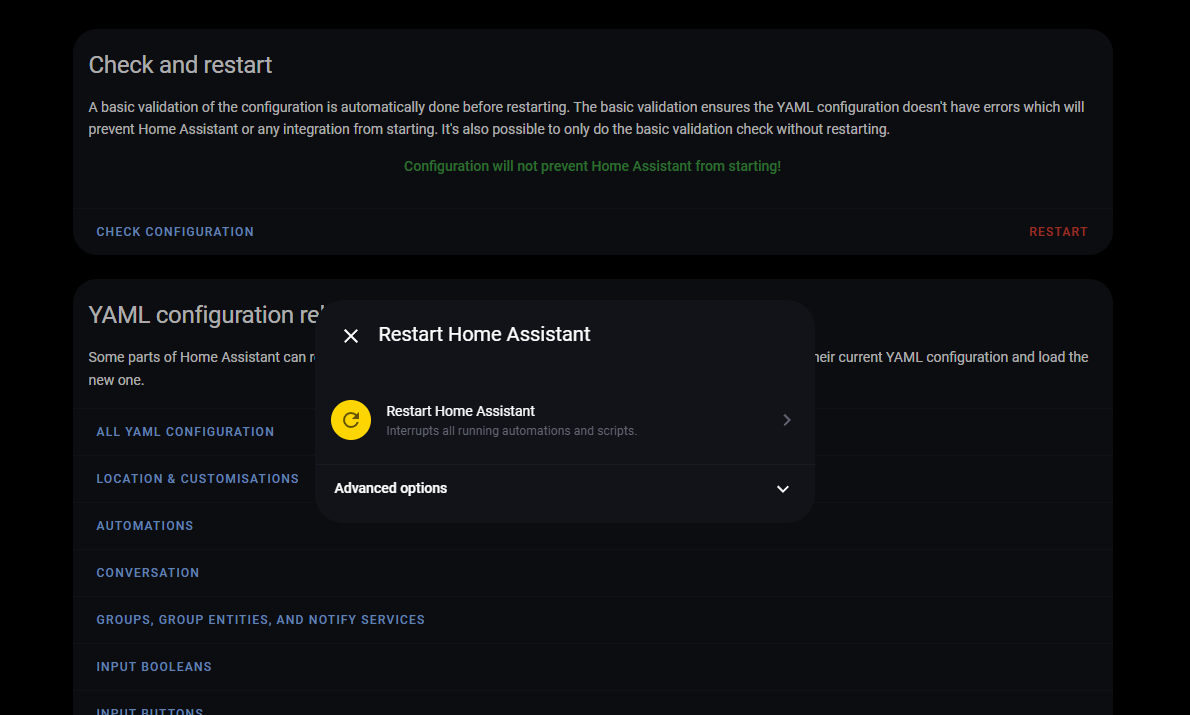 Check and restart
A basic validation of the configuration is automatically done before restarting. The basic validation ensures the YAML configuration doesn't have errors which will
prevent Home Assistant or any integration from starting. It's also possible to only do the basic validation check without restarting.
Configuration will not prevent Home Assistant from starting!
CHECK CONFIGURATION
RESTART
YAML configuration rel
Some parts of Home Assistant can r
heir current YAML configuration and load the
new one.
ALL YAML CONFIGURATION
LOCATION & CUSTOMISATIONS
AUTOMATIONS
CONVERSATION
GROUPS, GROUP ENTITIES, AND NOTIFY SERVICES
INPUT BOOLEANS
INPUT BUTTONS
Restart Home Assistant
Restart Home Assistant
Interrupts all running automations and scripts.
Advanced options